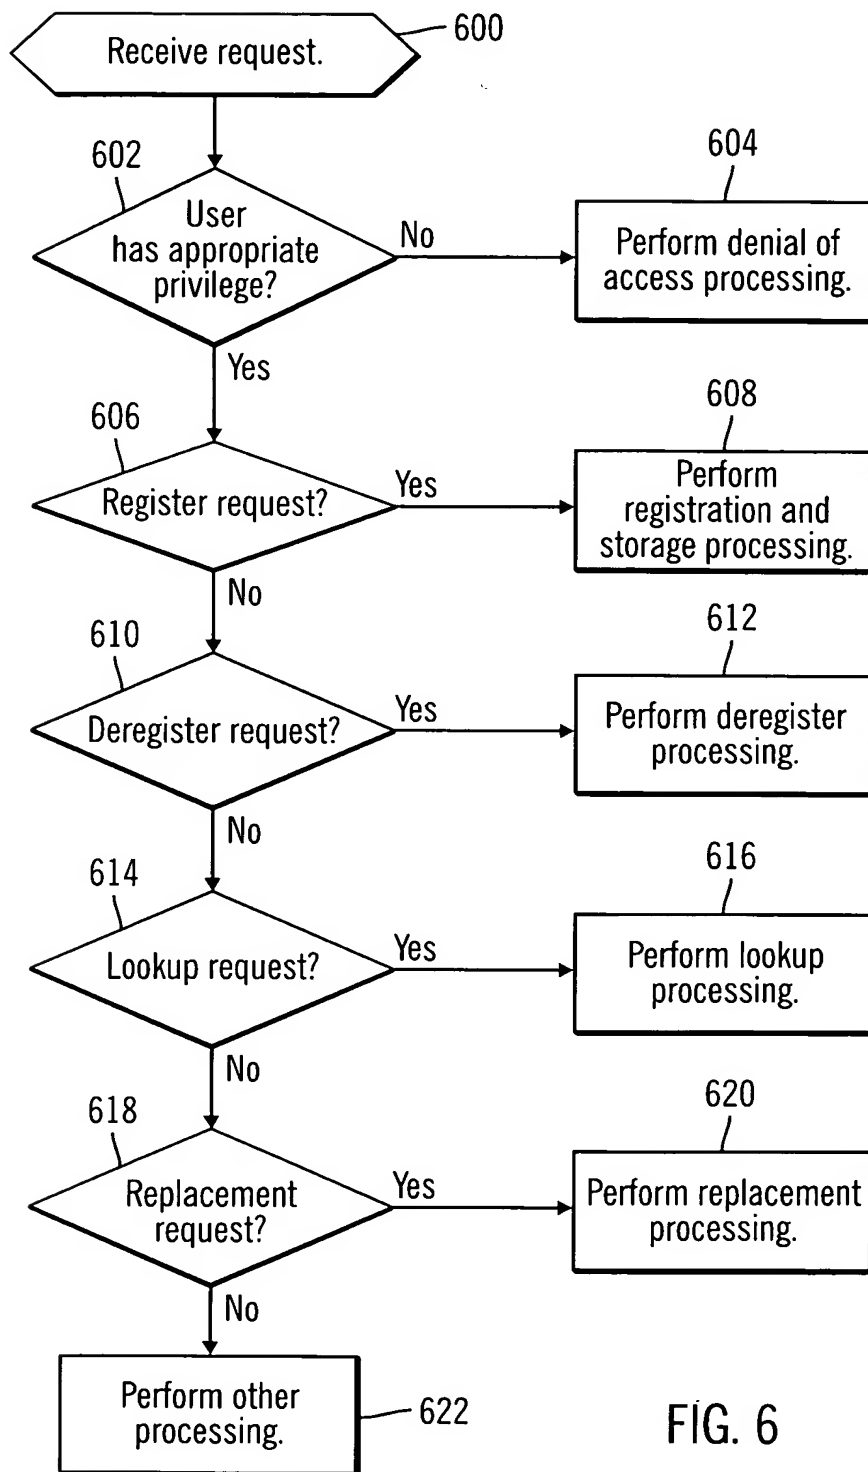 Receive request.
600
602
User
has appropriate
privilege?
No
604
Perform denial of
access processing.
Yes
606
Register request?
Yes
608
Perform
registration and
storage processing.
No
610
Deregister request?
Yes
612
Perform deregister
processing.
No
614
Lookup request?
Yes
616
Perform lookup
processing.
No
618
Replacement
request?
Yes
620
Perform replacement
processing.
No
Perform other
processing.
622
FIG. 6